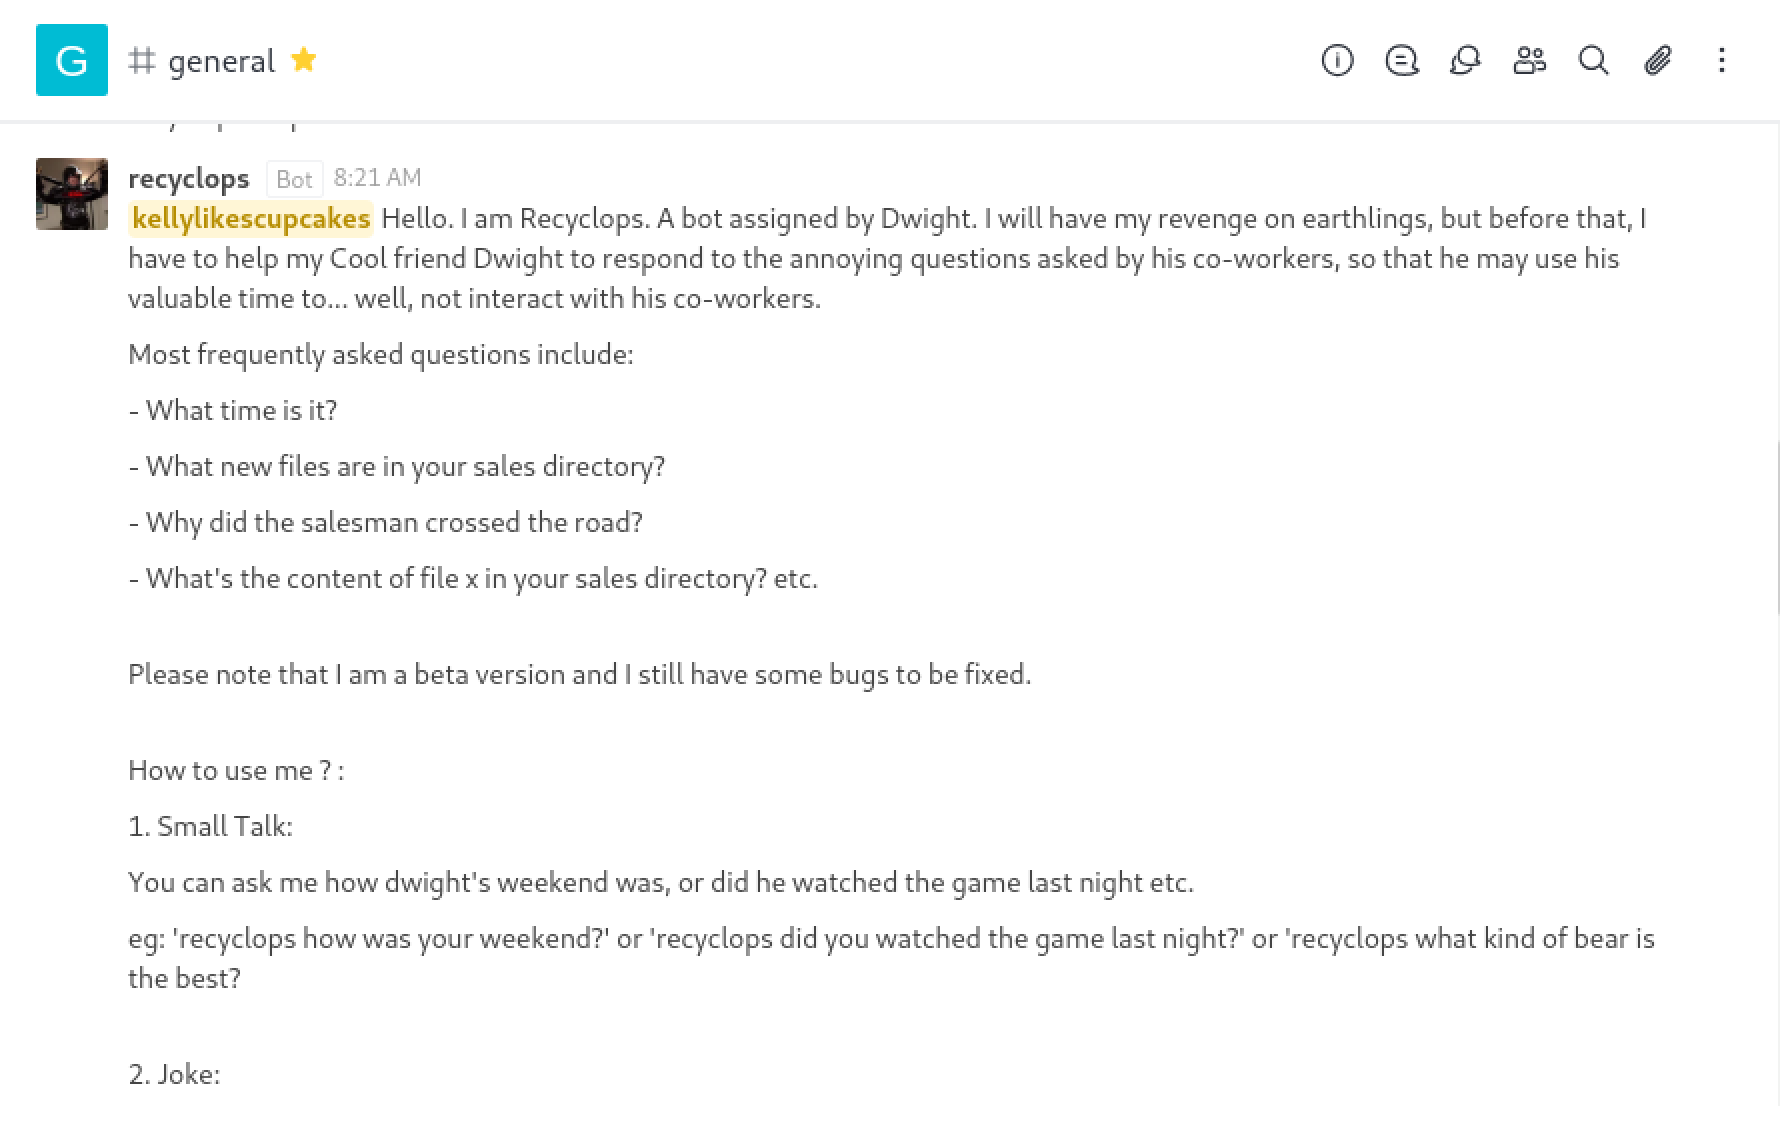 G
# general
recyclops Bot 8:21 AM
kellylikescupcakes Hello. I am Recyclops. A bot assigned by Dwight. I will have my revenge on earthlings, but before that, I
have to help my Cool friend Dwight to respond to the annoying questions asked by his co-workers, so that he may use his
valuable time to... well, not interact with his co-workers.
Most frequently asked questions include:
- What time is it?
- What new files are in your sales directory?
- Why did the salesman crossed the road?
- What's the content of file x in your sales directory? etc.
Please note that I am a beta version and I still have some bugs to be fixed.
How to use me ? :
1. Small Talk:
You can ask me how dwight's weekend was, or did he watched the game last night etc.
eg: 'recyclops how was your weekend?' or 'recyclops did you watched the game last night?' or 'recyclops what kind of bear is
the best?
2. Joke: